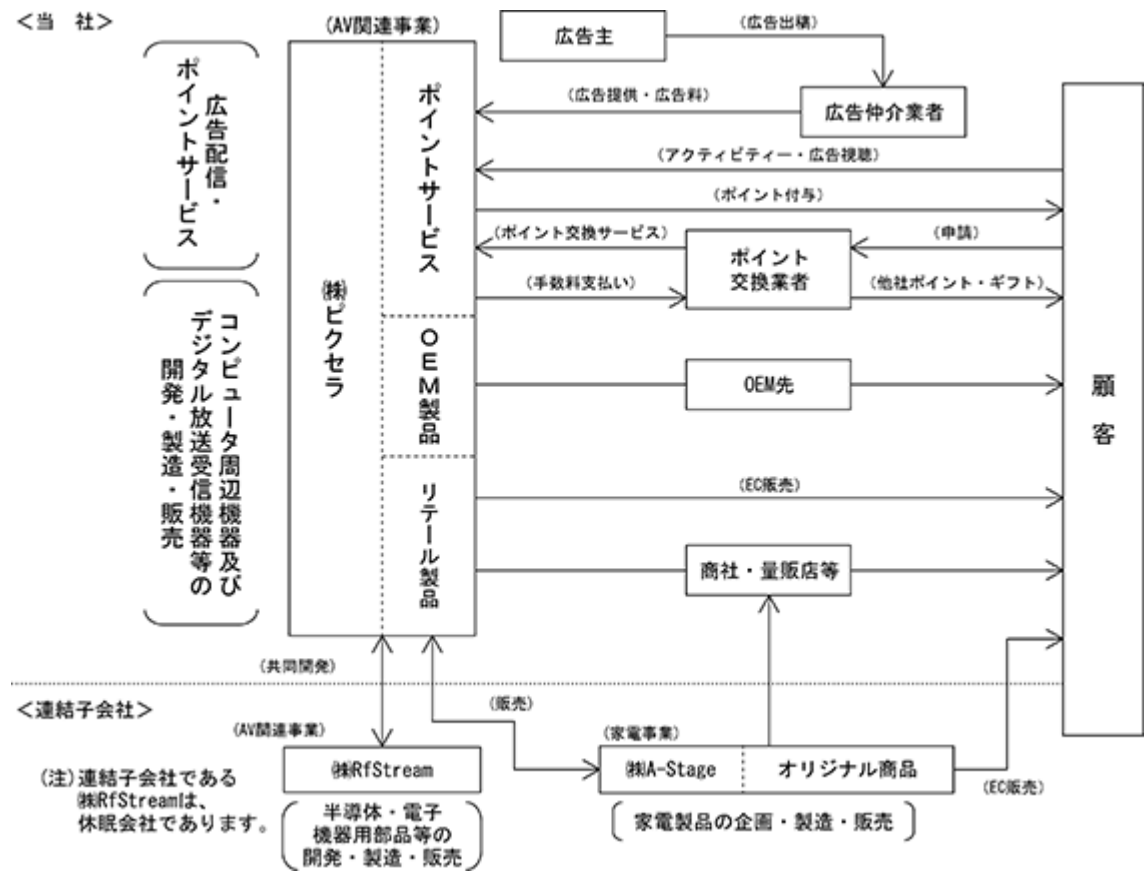 ＜当　社＞
(AV関連事業)
広告主
(広告出稿)
広告配信・
ポイントサービス
ポイントサービス
(広告提供・広告料)
広告仲介業者
(アクティビティー・広告視聴)
(ポイント付与)
(ポイント交換サービス)
ポイント
交換業者
(申請)
(手数料支払い)
(他社ポイント・ギフト)
㈱ピクセラ
コンピュータ周辺機器及び
デジタル放送受信機器等の
開発・製造・販売
OEM製品
OEM先
顧客
リテール製品
(EC販売)
商社・量販店等
(共同開発)
＜連結子会社＞
(販売)
(AV関連事業)
(家電事業)
㈱RfStream
㈱A-Stage
オリジナル商品
(EC販売)
(注)連結子会社である
㈱RfStreamは、
休眠会社であります。
半導体・電子
機器用部品等の
開発・製造・販売
家電製品の企画・製造・販売